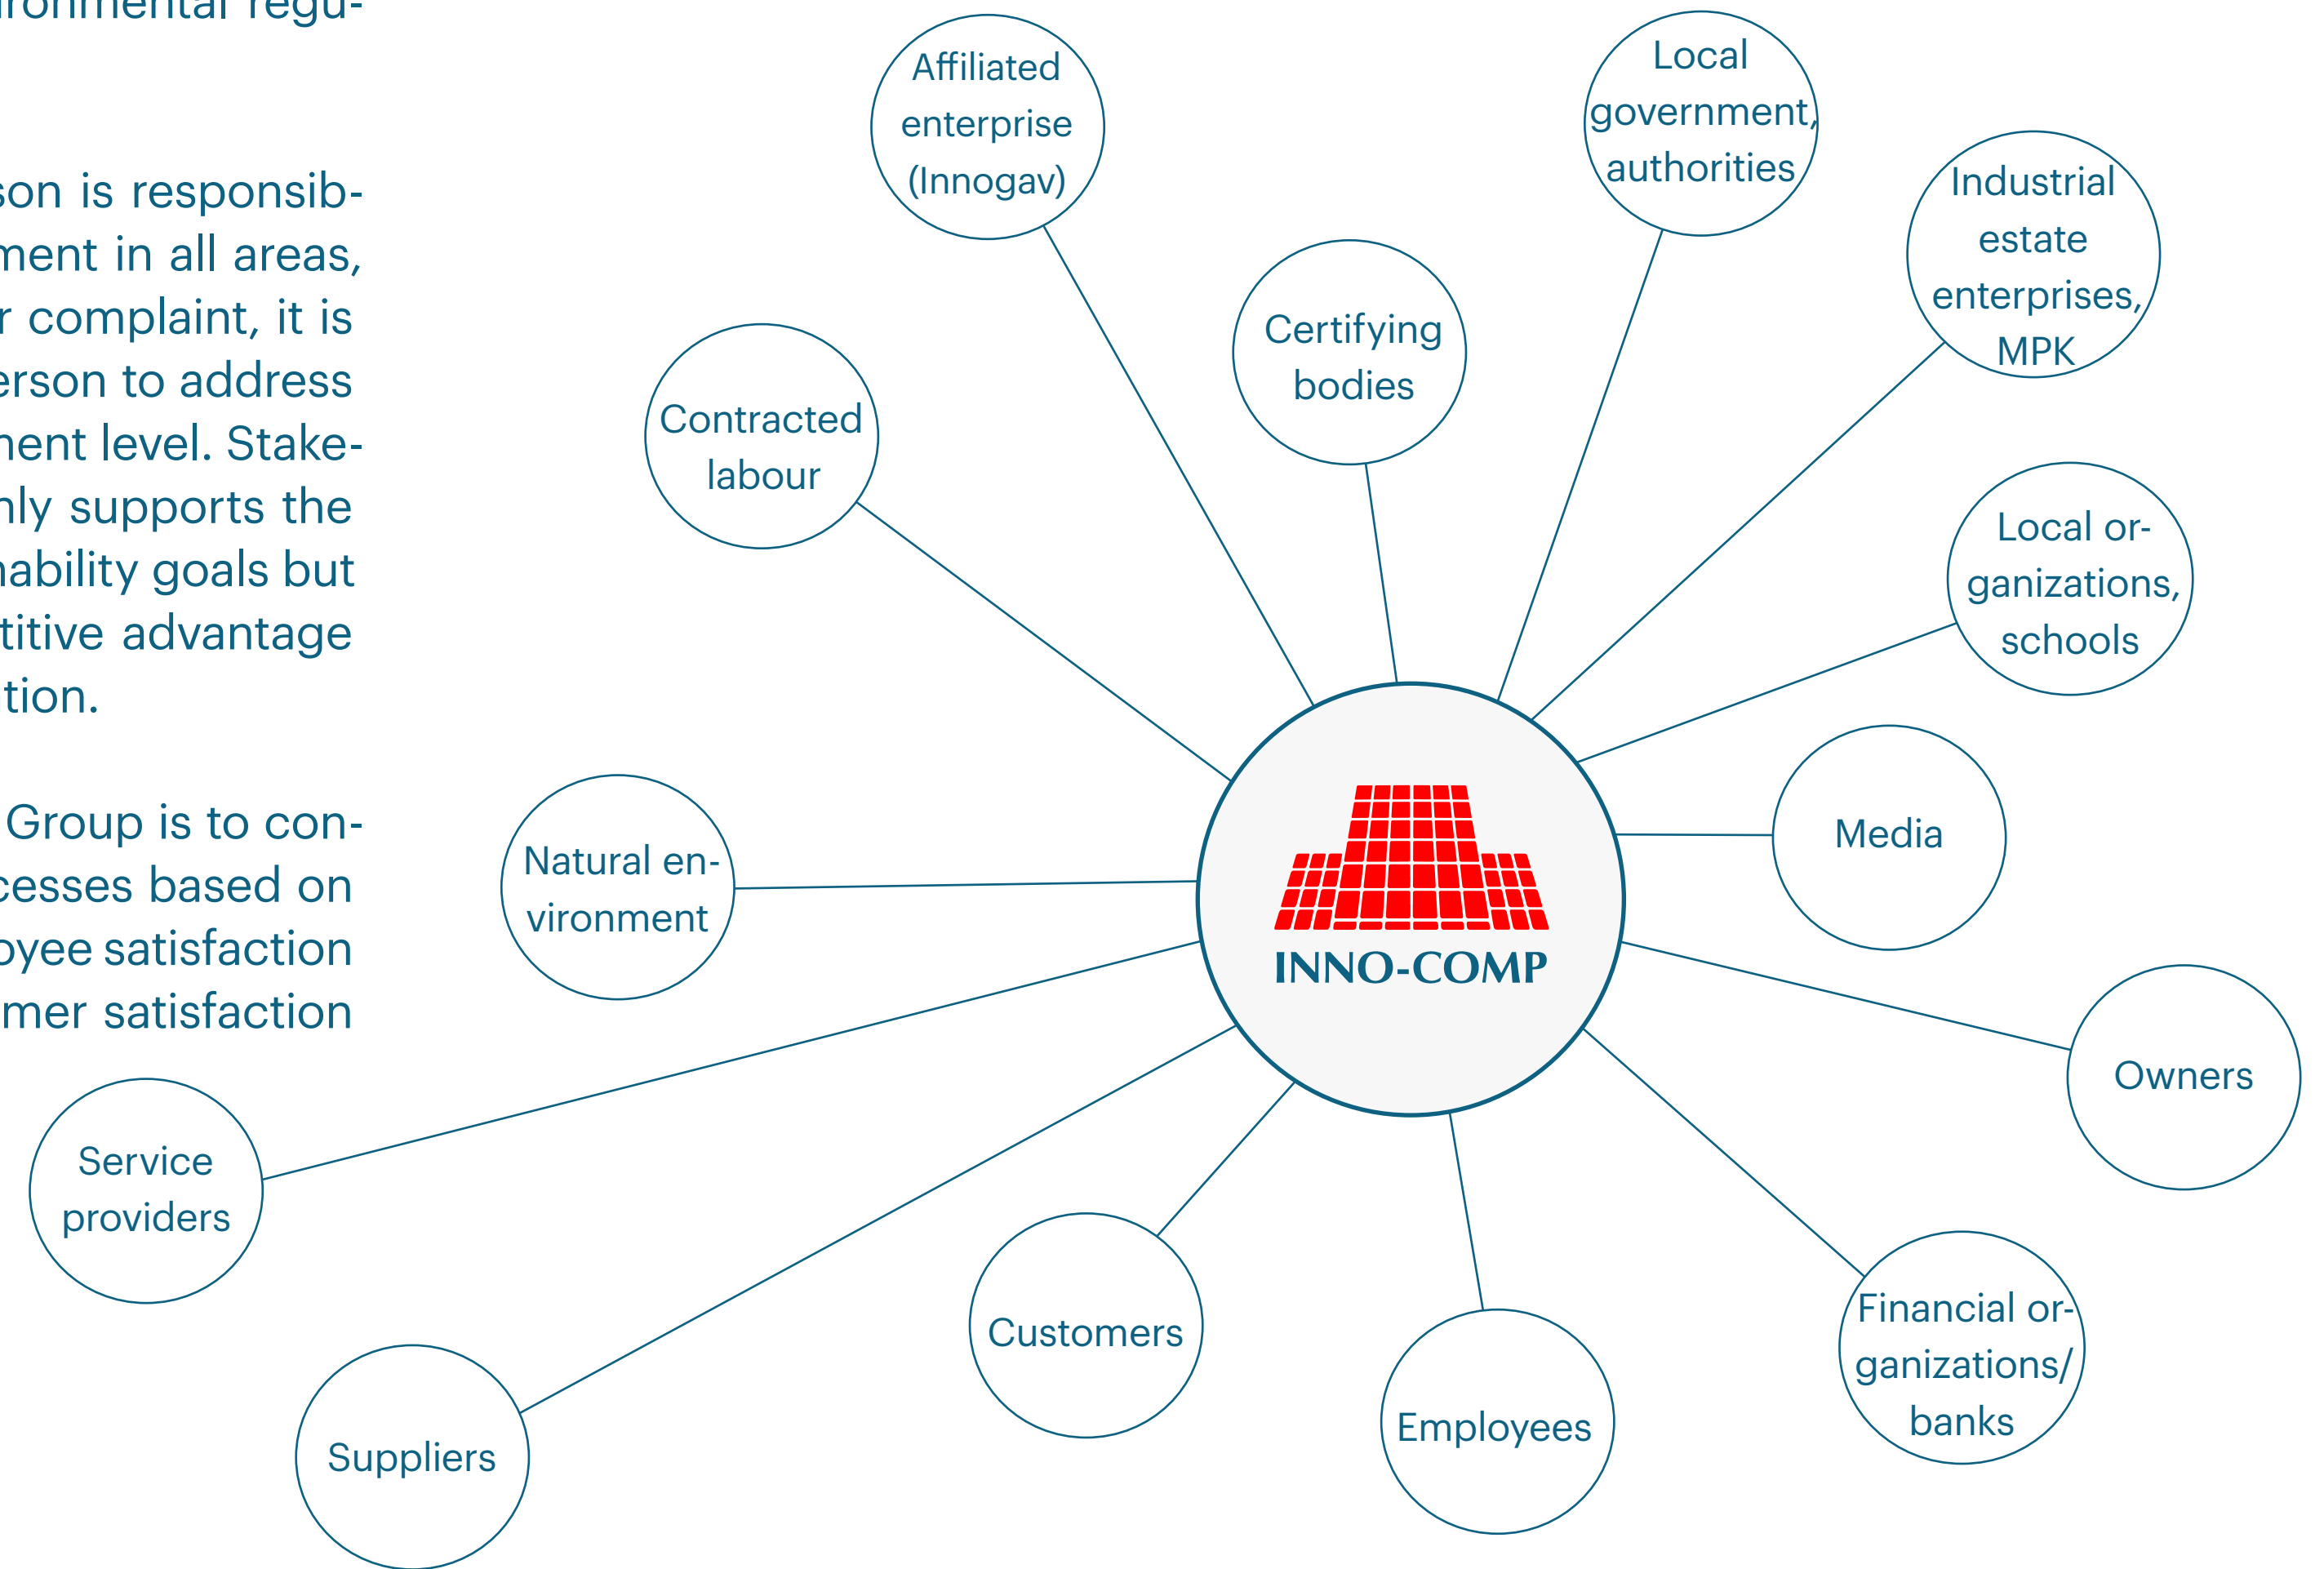 ironmental regu-
son is responsib-
ment in all areas,
r complaint, it is
erson to address
ment level. Stake-
nly supports the
nability goals but
titive advantage
tion.
Group is to con-
cesses based on
oyee satisfaction
mer satisfaction
Affiliated
enterprise
(Innogav)
Local
government,
authorities
Industrial
estate
enterprises,
MPK
Certifying
bodies
Contracted
labour
Local or-
ganizations,
schools
Media
Natural en-
vironment
INNO-COMP
Owners
Service
providers
Customers
Financial or-
ganizations/
banks
Employees
Suppliers